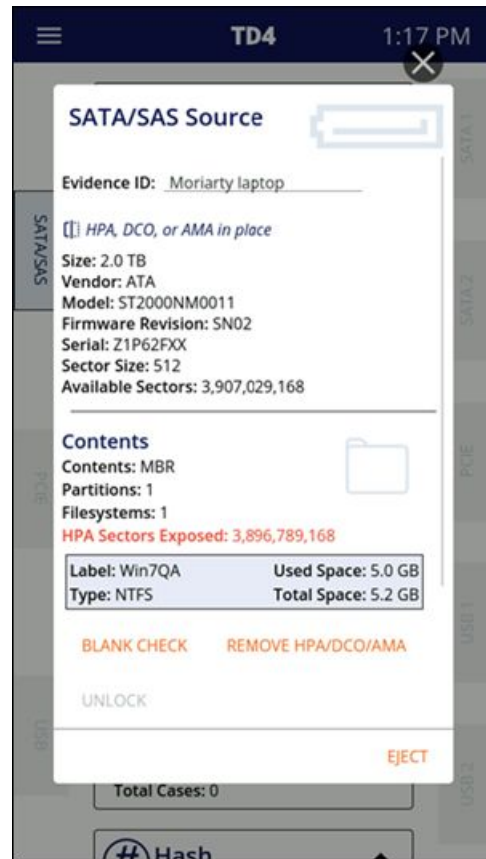 TD4
1:17 PM
SATA/SAS Source
Evidence ID: Moriarty laptop
HPA, DCO, or AMA in place
Size: 2.0 TB
Vendor: ATA
Model: ST2000NM0011
Firmware Revision: SN02
Serial: Z1P62FXX
Sector Size: 512
Available Sectors: 3,907,029,168
Contents
Contents: MBR
Partitions: 1
Filesystems: 1
HPA Sectors Exposed: 3,896,789,168
Label: Win7QA
Used Space: 5.0 GB
Type: NTFS
Total Space: 5.2 GB
BLANK CHECK
REMOVE HPA/DCO/AMA
UNLOCK
EJECT
Total Cases: 0
Hash
SATA/SAS
PCIE
USB
SATA 1
SATA 2
PCIE
USB 1
USB 2